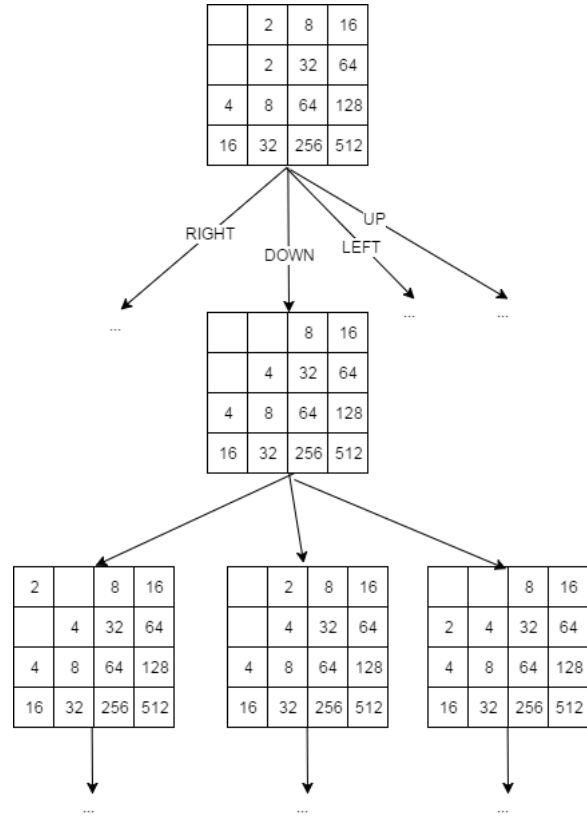 2 8 16
2 32 64
4 8 64 128
16 32 256 512
UP
RIGHT
LEFT
DOWN
... ... ...
8 16
4 32 64
4 8 64 128
16 32 256 512
2 8 16 2 8 16 8 16
4 32 64 4 32 64 2 4 32 64
4 8 64 128 4 8 64 128 4 8 64 128
16 32 256 512 16 32 256 512 16 32 256 512
... ... ...